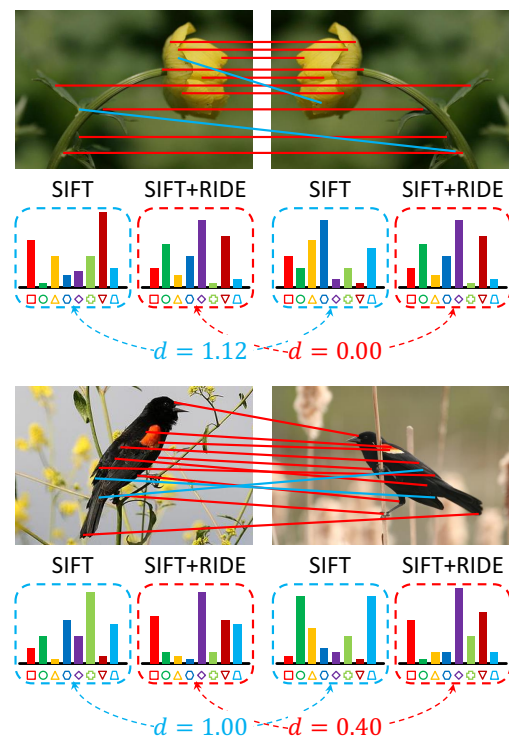 SIFT SIFT+RIDE SIFT SIFT+RIDE
d = 1.12 d = 0.00
SIFT SIFT+RIDE SIFT SIFT+RIDE
d = 1.00 d = 0.40